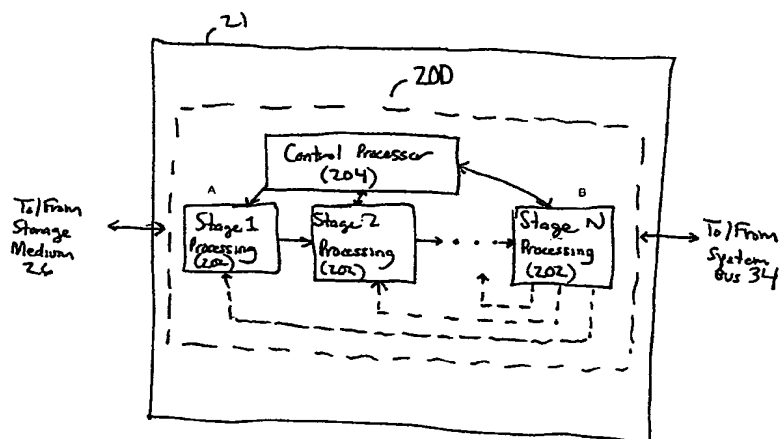 21
200
Control Processor
(204)
A
B
To/From
Storage
Medium
26
Stage 1
Processing
(202)
Stage 2
Processing
(202)
Stage N
Processing
(202)
To/From
System
Bus 34